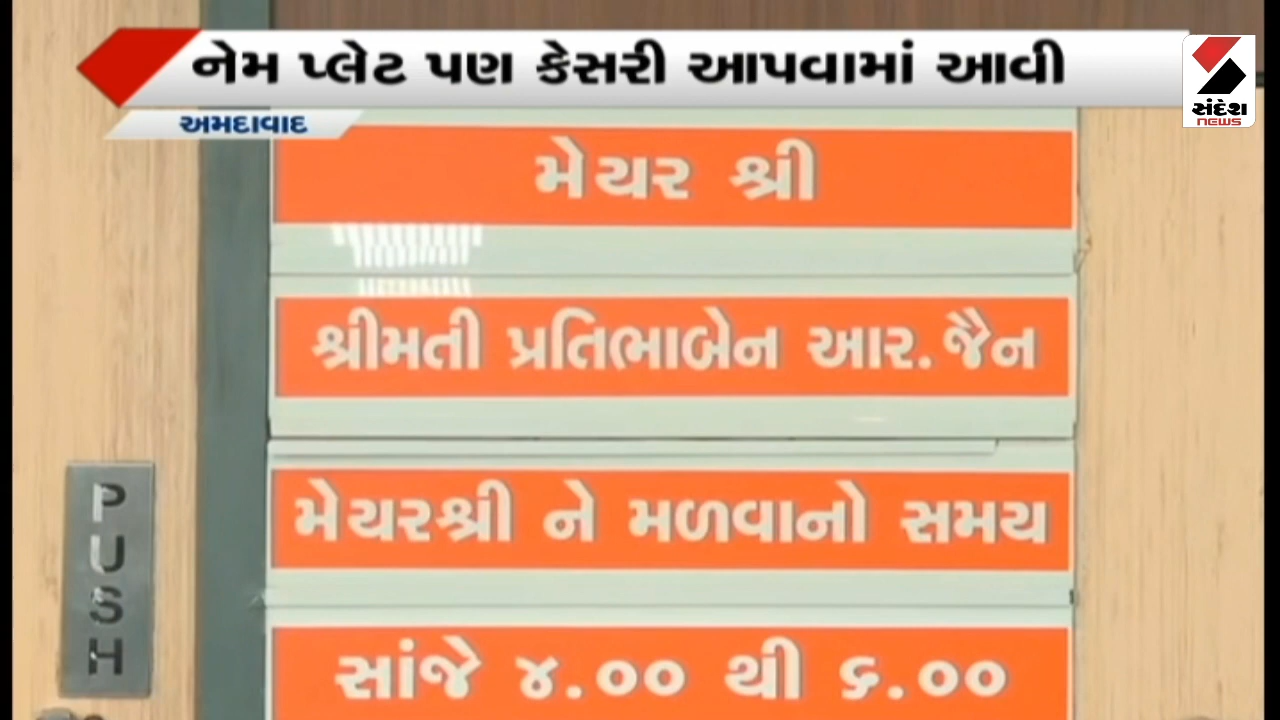 નેમ પ્લેટ પણ કેસરી આપવામાં આવી
સંદેશ
NEWS
અમદાવાદ
મેયર શ્રી
શ્રીમતી પ્રતિભાબેન આર. જૈન
મેયરશ્રી ને મળવાનો સમય
સાંજે ૪.૦૦ થી ૬.૦૦
PUSH